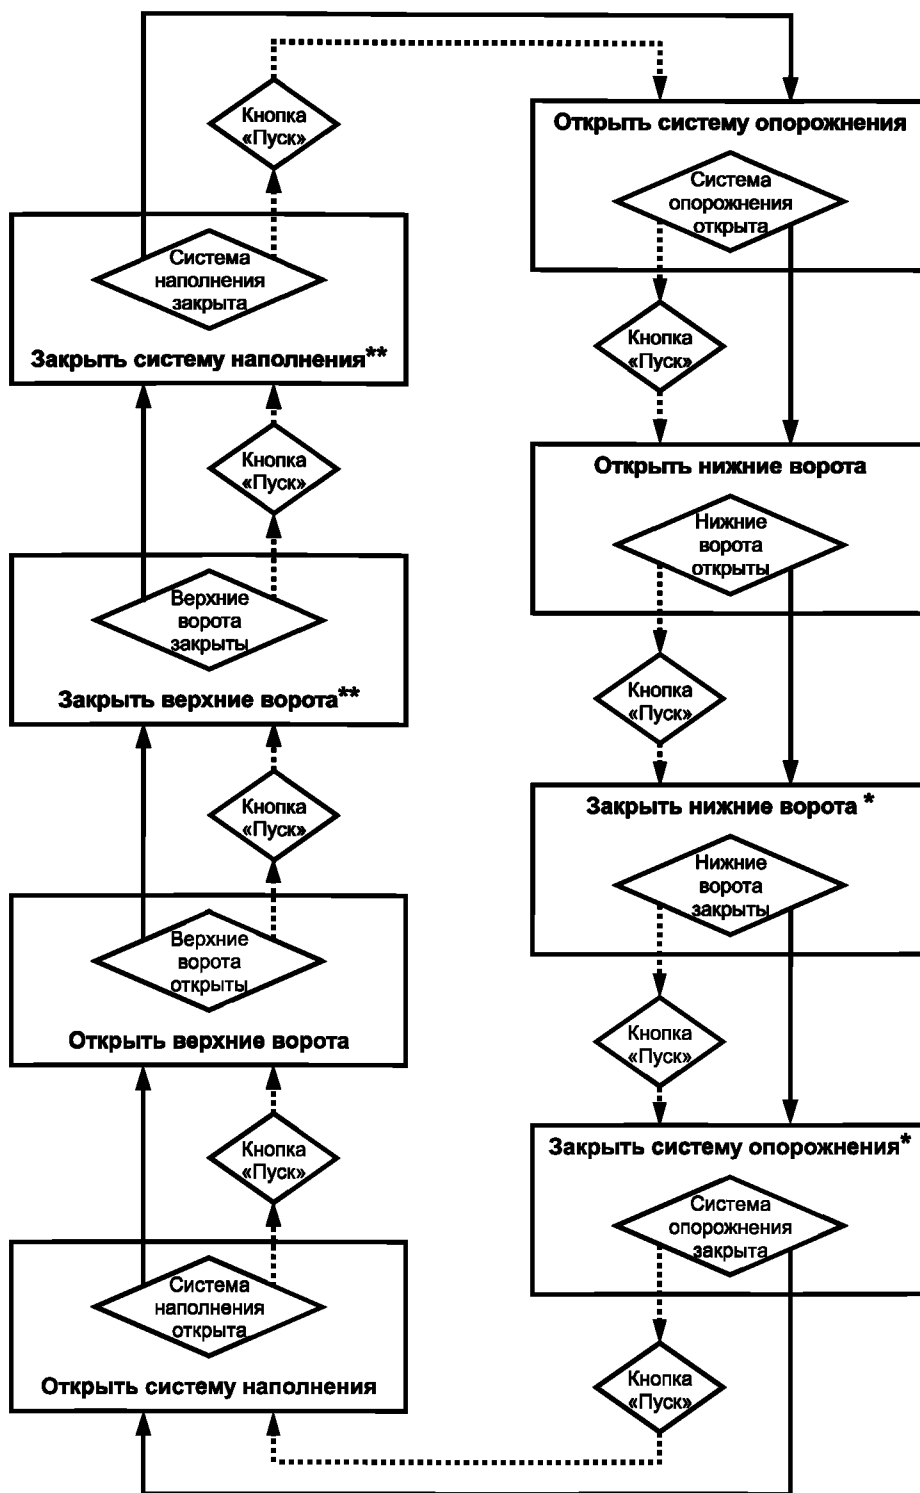 Кнопка
«Пуск»
Система
наполнения
закрыта
Закрыть систему наполнения**
Кнопка
«Пуск»
Верхние
ворота
закрыты
Закрыть верхние ворота**
Кнопка
«Пуск»
Верхние
ворота
открыты
Открыть верхние ворота
Кнопка
«Пуск»
Система
наполнения
открыта
Открыть систему наполнения
Открыть систему опорожнения
Система
опорожнения
открыта
Кнопка
«Пуск»
Открыть нижние ворота
Нижние
ворота
открыты
Кнопка
«Пуск»
Закрыть нижние ворота *
Нижние
ворота
закрыты
Кнопка
«Пуск»
Закрыть систему опорожнения*
Система
опорожнения
закрыта
Кнопка
«Пуск»